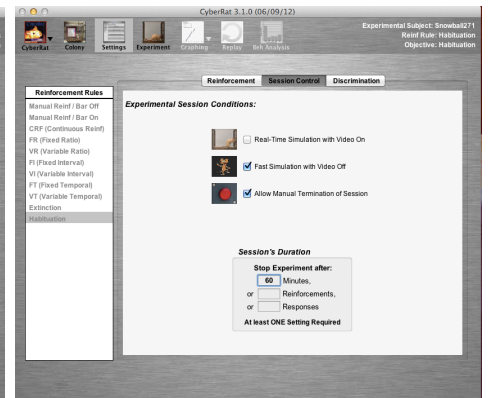 CyberRat 3.1.0 (06/09/12)
Experimental Subject: Snowball271
Reinf Rule: Habituation
Objective: Habituation
CyberRat Colony Settings Experiment Graphing Replay Beh Analysis
Reinforcement Session Control Discrimination
Reinforcement Rules
Manual Reinf / Bar Off
Manual Reinf / Bar On
CRF (Continuous Reinf)
FR (Fixed Ratio)
VR (Variable Ratio)
FI (Fixed Interval)
VI (Variable Interval)
FT (Fixed Temporal)
VT (Variable Temporal)
Extinction
Habituation
Experimental Session Conditions:
Real-Time Simulation with Video On
Fast Simulation with Video Off
Allow Manual Termination of Session
Session's Duration
Stop Experiment after:
60 Minutes,
or Reinforcements,
or Responses
At least ONE Setting Required